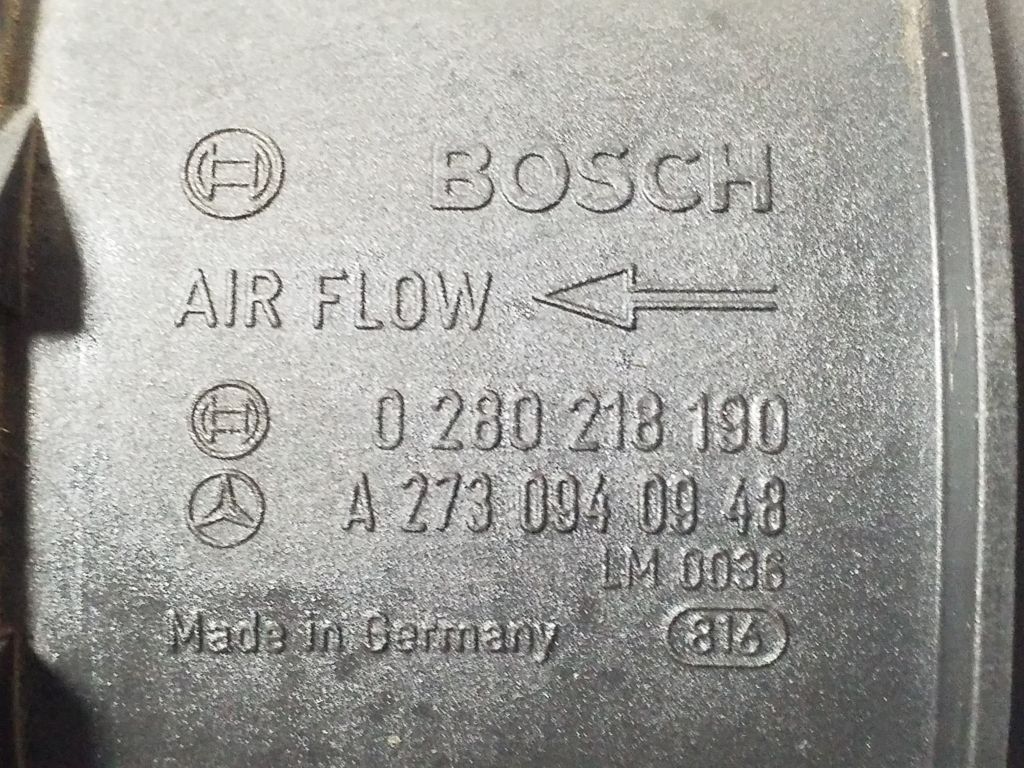 BOSCH
AIR FLOW
0 280 218 190
A 273 094 09 48
LM 0036
Made in Germany 816